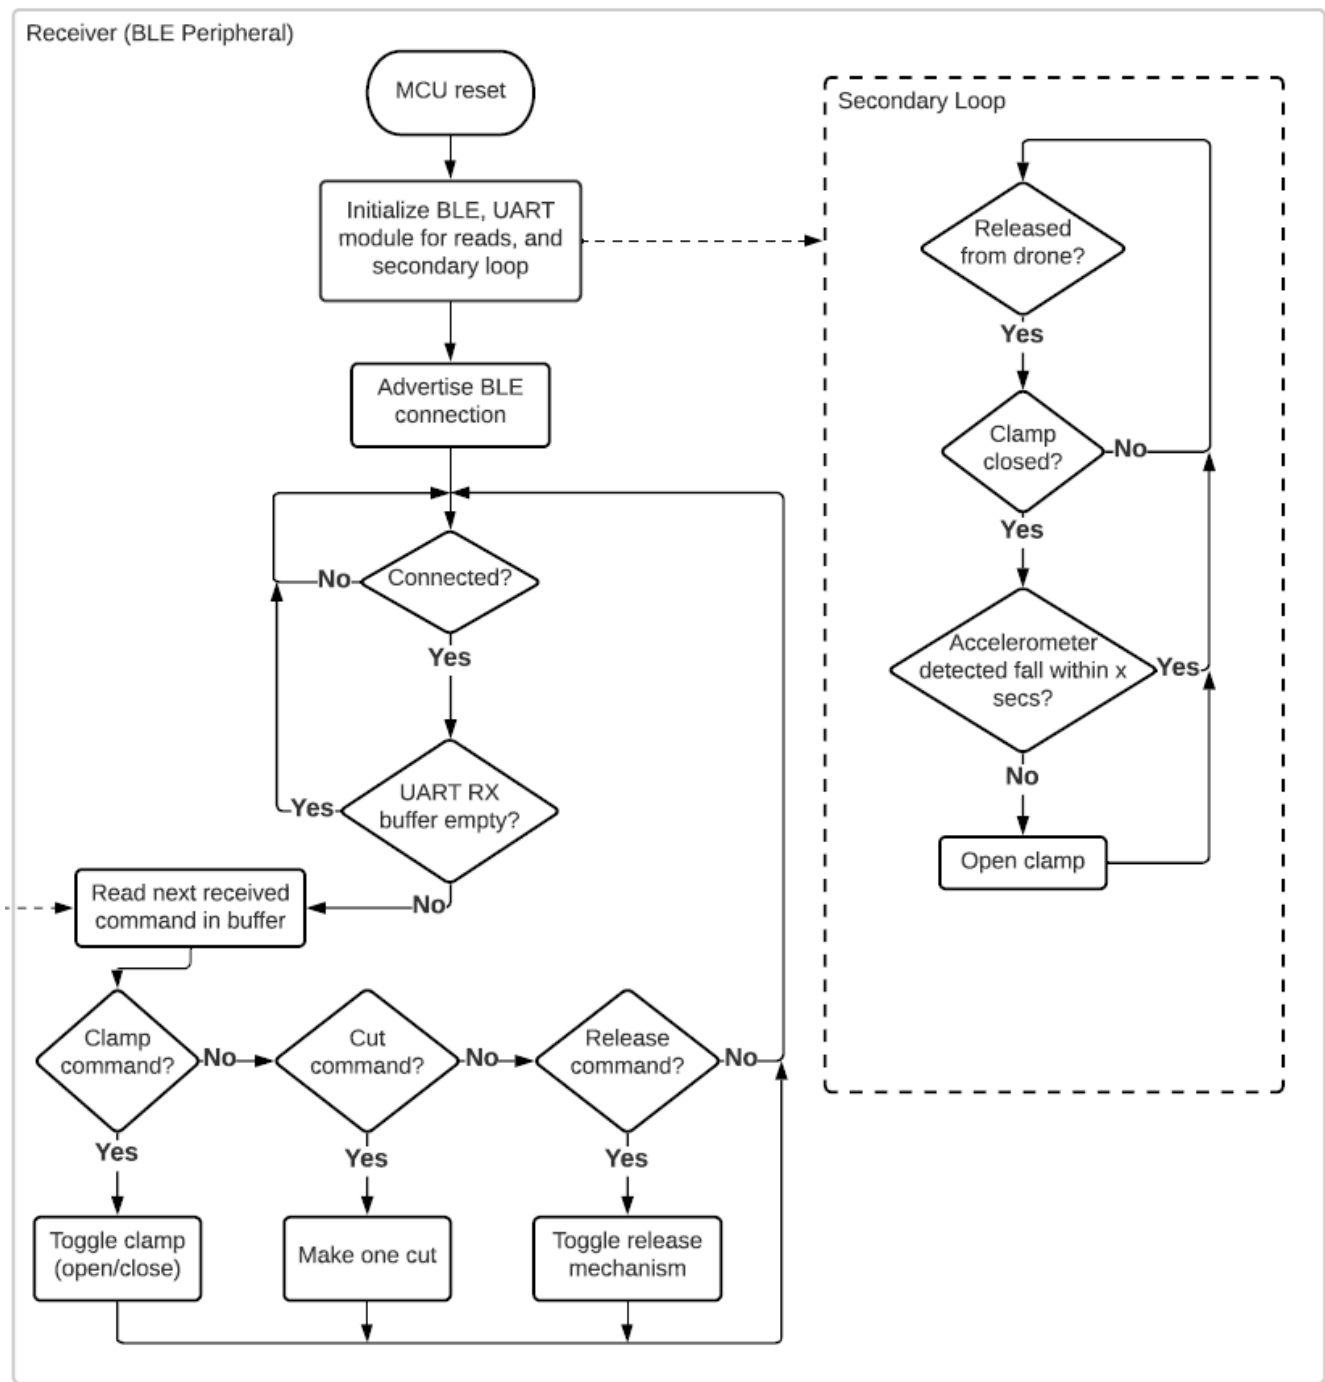 Receiver (BLE Peripheral)
MCU reset
Initialize BLE, UART
module for reads, and
secondary loop
Advertise BLE
connection
Connected?
No
Yes
UART RX
buffer empty?
Yes
No
Read next received
command in buffer
Clamp
command?
No
Yes
Cut
command?
No
Yes
Release
command?
No
Yes
Toggle clamp
(open/close)
Make one cut
Toggle release
mechanism
Secondary Loop
Released
from drone?
Yes
Clamp
closed?
No
Yes
Accelerometer
detected fall within x
secs?
Yes
No
Open clamp